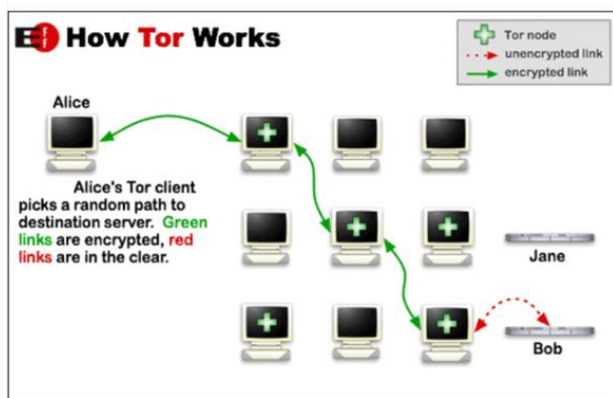 EFF How Tor Works
Tor node
unencrypted link
encrypted link
Alice
Alice's Tor client
picks a random path to
destination server. Green
links are encrypted, red
links are in the clear.
Jane
Bob